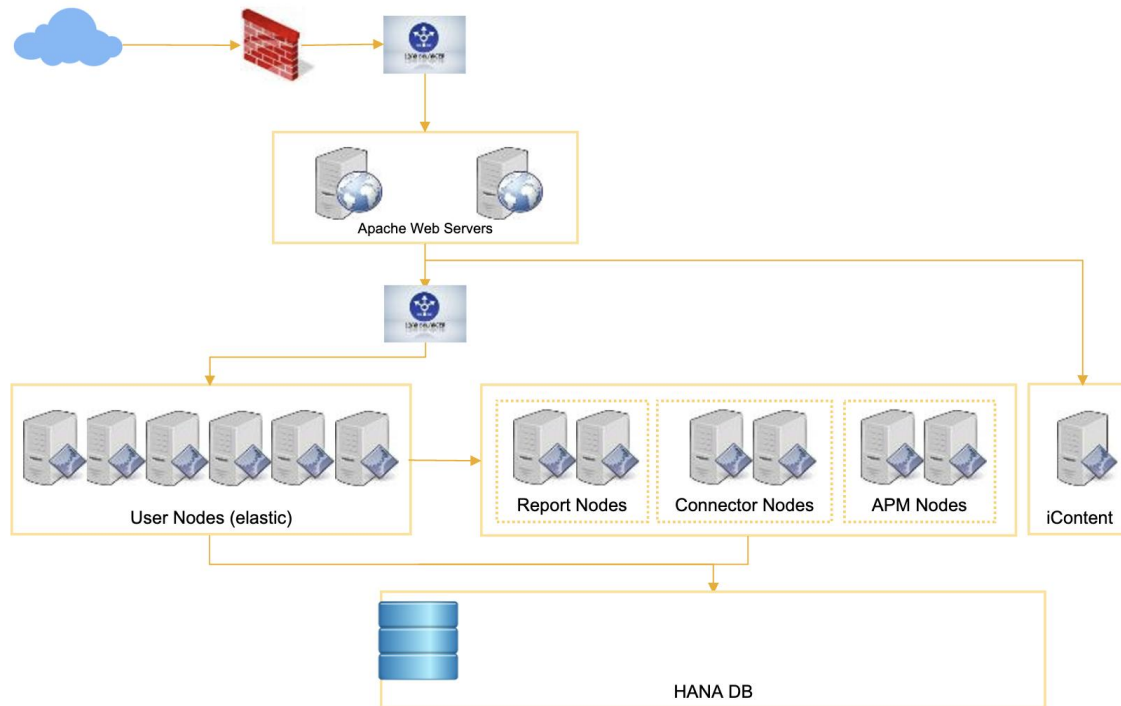 Apache Web Servers
User Nodes (elastic)
Report Nodes
Connector Nodes
APM Nodes
iContent
HANA DB